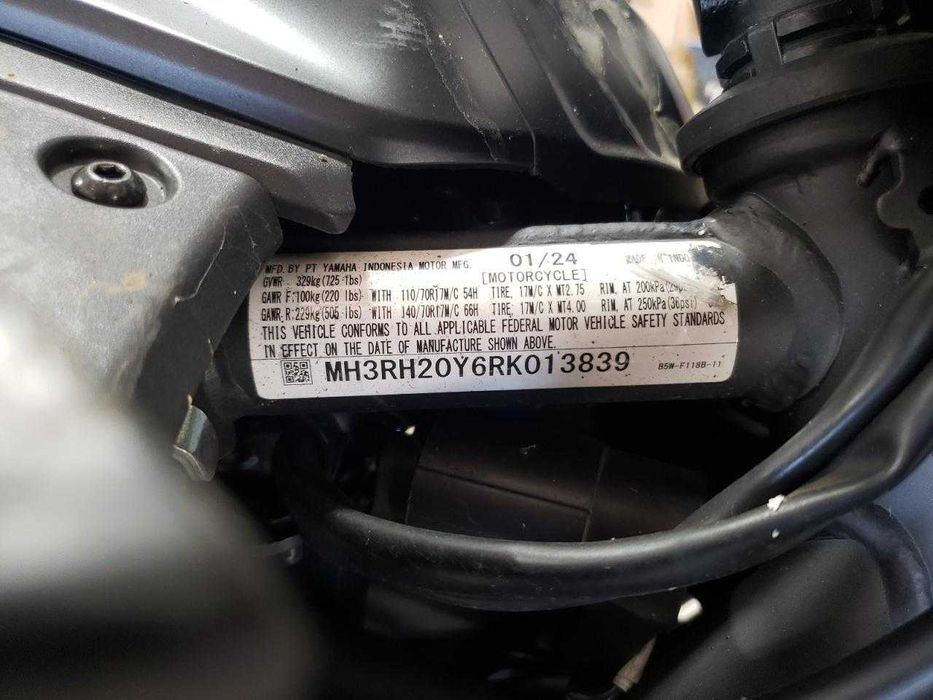 MFD. BY PT YAMAHA INDONESIA MOTOR MFG. 01/24 MADE IN INDO
GVWR : 329kg(725 lbs) [MOTORCYCLE]
GAWR F:100kg (220 lbs) WITH 110/70R17M/C 54H TIRE, 17M/C X MT2.75 RIM, AT 200kPa
GAWR R:229kg(505 lbs) WITH 140/70R17M/C 66H TIRE, 17M/C X MT4.00 RIM, AT 250kPa(36psi)
THIS VEHICLE CONFORMS TO ALL APPLICABLE FEDERAL MOTOR VEHICLE SAFETY STANDARDS
IN EFFECT ON THE DATE OF MANUFACTURE SHOWN ABOVE.
MH3RH20Y6RK013839 B5W-F118B-11